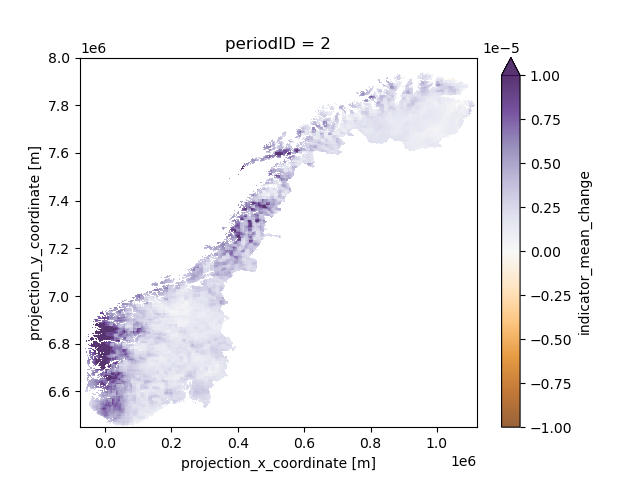 periodID = 2
1e6
1e−5
8.0
7.8
7.6
7.4
7.2
7.0
6.8
6.6
projection_y_coordinate [m]
0.0 0.2 0.4 0.6 0.8 1.0
projection_x_coordinate [m]
1e6
1.00
0.75
0.50
0.25
0.00
−0.25
−0.50
−0.75
−1.00
indicator_mean_change